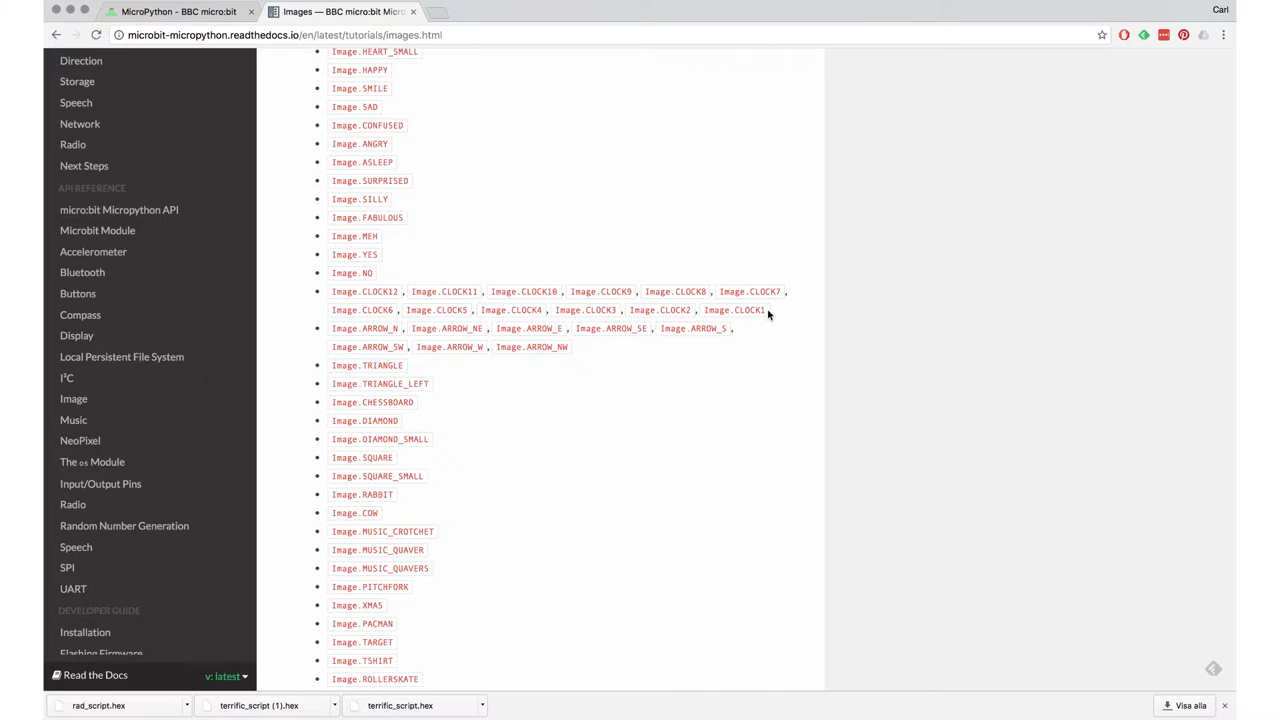 MicroPython - BBC micro:bit
Images — BBC micro:bit Micro
Carl
microbit-micropython.readthedocs.io/en/latest/tutorials/images.html
Direction
Storage
Speech
Network
Radio
Next Steps
API REFERENCE
micro:bit Micropython API
Microbit Module
Accelerometer
Bluetooth
Buttons
Compass
Display
Local Persistent File System
I²C
Image
Music
NeoPixel
The os Module
Input/Output Pins
Radio
Random Number Generation
Speech
SPI
UART
DEVELOPER GUIDE
Installation
Flashing Firmware
Read the Docs
v: latest
Image.HEART_SMALL
Image.HAPPY
Image.SMILE
Image.SAD
Image.CONFUSED
Image.ANGRY
Image.ASLEEP
Image.SURPRISED
Image.SILLY
Image.FABULOUS
Image.MEH
Image.YES
Image.NO
Image.CLOCK12, Image.CLOCK11, Image.CLOCK10, Image.CLOCK9, Image.CLOCK8, Image.CLOCK7,
Image.CLOCK6, Image.CLOCK5, Image.CLOCK4, Image.CLOCK3, Image.CLOCK2, Image.CLOCK1
Image.ARROW_N, Image.ARROW_NE, Image.ARROW_E, Image.ARROW_SE, Image.ARROW_S,
Image.ARROW_SW, Image.ARROW_W, Image.ARROW_NW
Image.TRIANGLE
Image.TRIANGLE_LEFT
Image.CHESSBOARD
Image.DIAMOND
Image.DIAMOND_SMALL
Image.SQUARE
Image.SQUARE_SMALL
Image.RABBIT
Image.COW
Image.MUSIC_CROTCHET
Image.MUSIC_QUAVER
Image.MUSIC_QUAVERS
Image.PITCHFORK
Image.XMAS
Image.PACMAN
Image.TARGET
Image.TSHIRT
Image.ROLLERSKATE
rad_script.hex
terrific_script (1).hex
terrific_script.hex
Visa alla